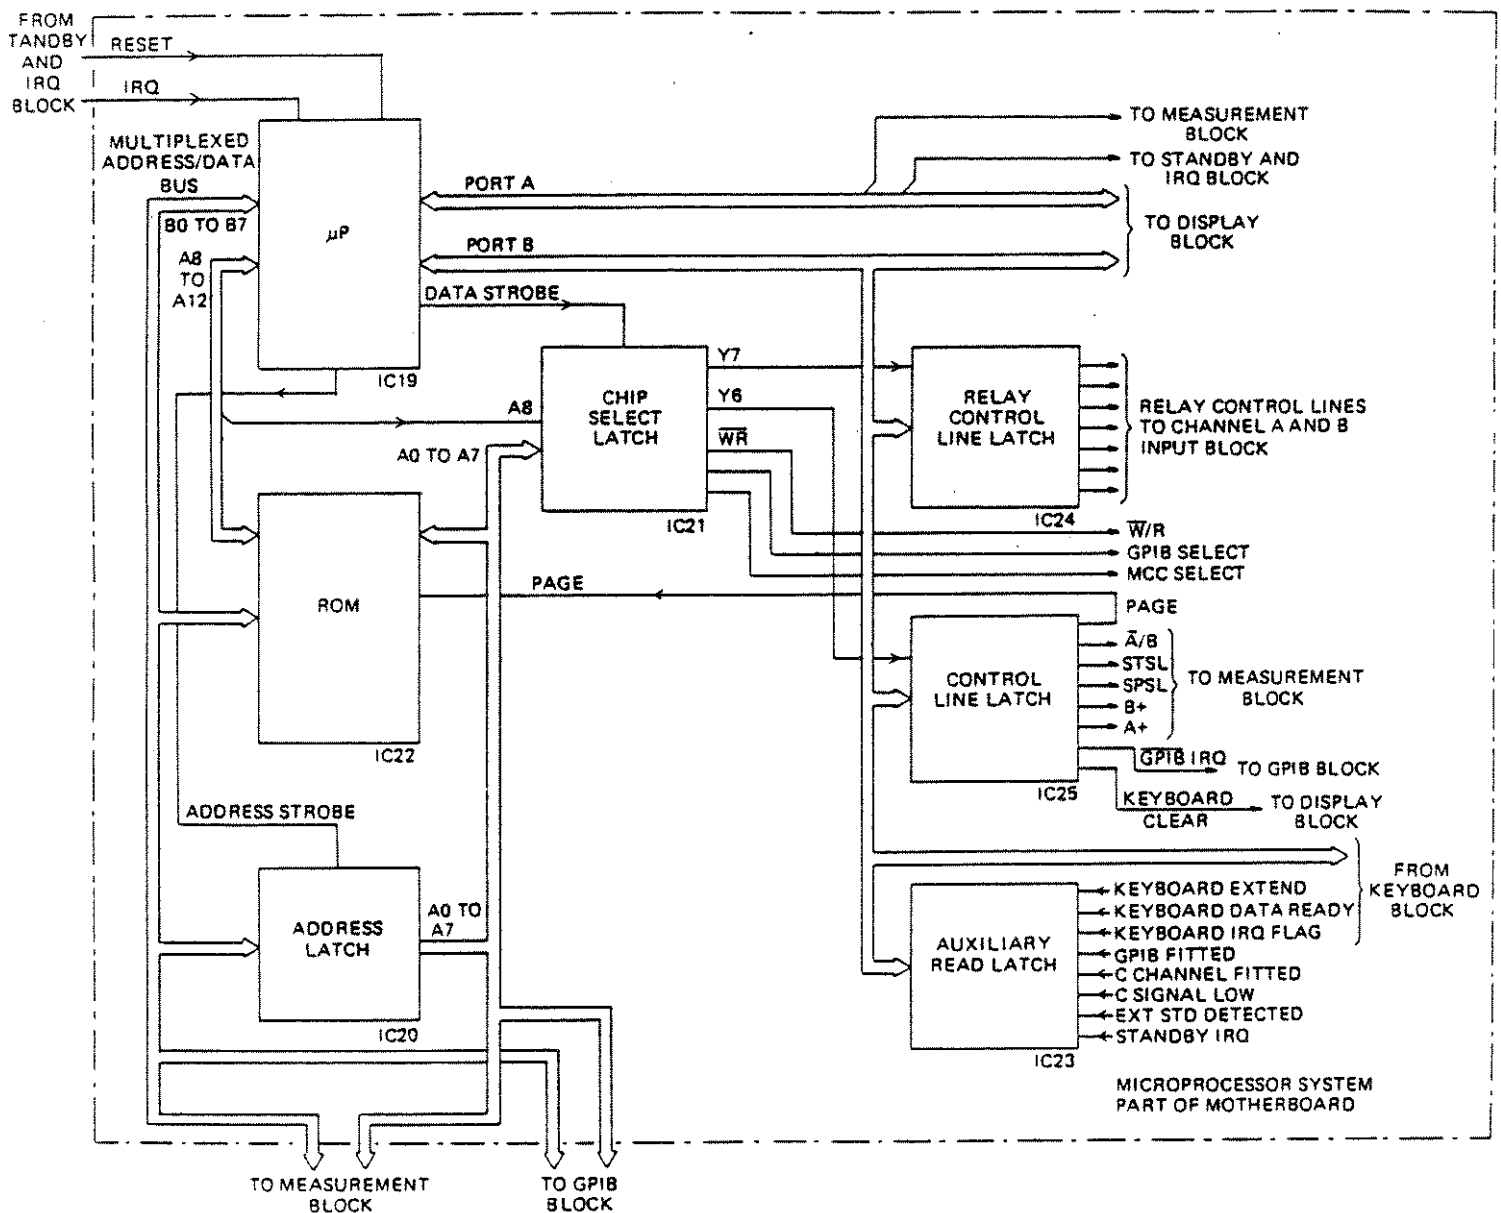 FROM
TANDBY
AND
IRQ
BLOCK
RESET
IRQ
MULTIPLEXED
ADDRESS/DATA
BUS
B0 TO B7
A8
TO
A12
μP
IC19
PORT A
PORT B
DATA STROBE
TO MEASUREMENT
BLOCK
TO STANDBY AND
IRQ BLOCK
TO DISPLAY
BLOCK
A8
A0 TO A7
CHIP
SELECT
LATCH
IC21
Y7
Y6
W̅R̅
RELAY
CONTROL
LINE LATCH
IC24
RELAY CONTROL LINES
TO CHANNEL A AND B
INPUT BLOCK
W̅/R
GPIB SELECT
MCC SELECT
PAGE
PAGE
ROM
IC22
CONTROL
LINE LATCH
IC25
A̅/B
STSL
SPSL
B+
A+
TO MEASUREMENT
BLOCK
G̅P̅I̅B̅ IRQ
TO GPIB BLOCK
KEYBOARD
CLEAR
TO DISPLAY
BLOCK
ADDRESS STROBE
ADDRESS
LATCH
IC20
A0 TO
A7
AUXILIARY
READ LATCH
IC23
KEYBOARD EXTEND
KEYBOARD DATA READY
KEYBOARD IRQ FLAG
GPIB FITTED
C CHANNEL FITTED
C SIGNAL LOW
EXT STD DETECTED
STANDBY IRQ
FROM
KEYBOARD
BLOCK
MICROPROCESSOR SYSTEM
PART OF MOTHERBOARD
TO MEASUREMENT
BLOCK
TO GPIB
BLOCK